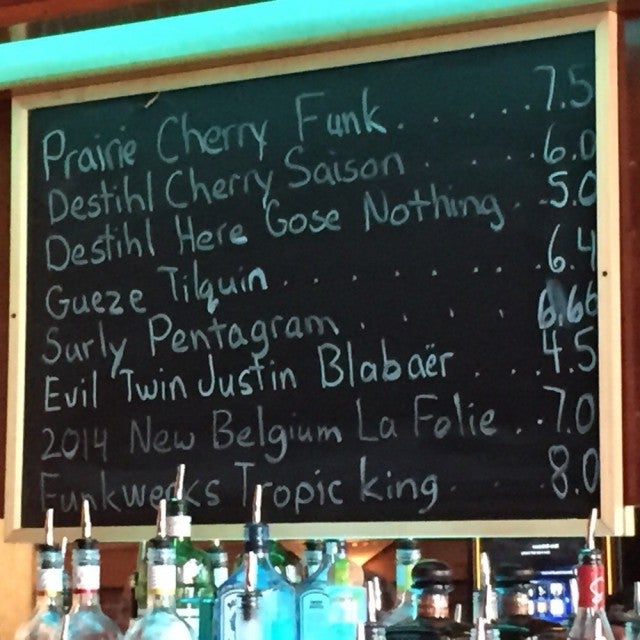 Prairie Cherry Funk . . . . . . 7.5
Destihl Cherry Saison . . . . 6.0
Destihl Here Gose Nothing . . 5.0
Gueze Tilquin . . . . . . . . 6.4
Surly Pentagram . . . . 6.66
Evil Twin Justin Blabaër . . . 4.5
2014 New Belgium La Folie . . 7.0
Funkwerks Tropic king . . . 8.0